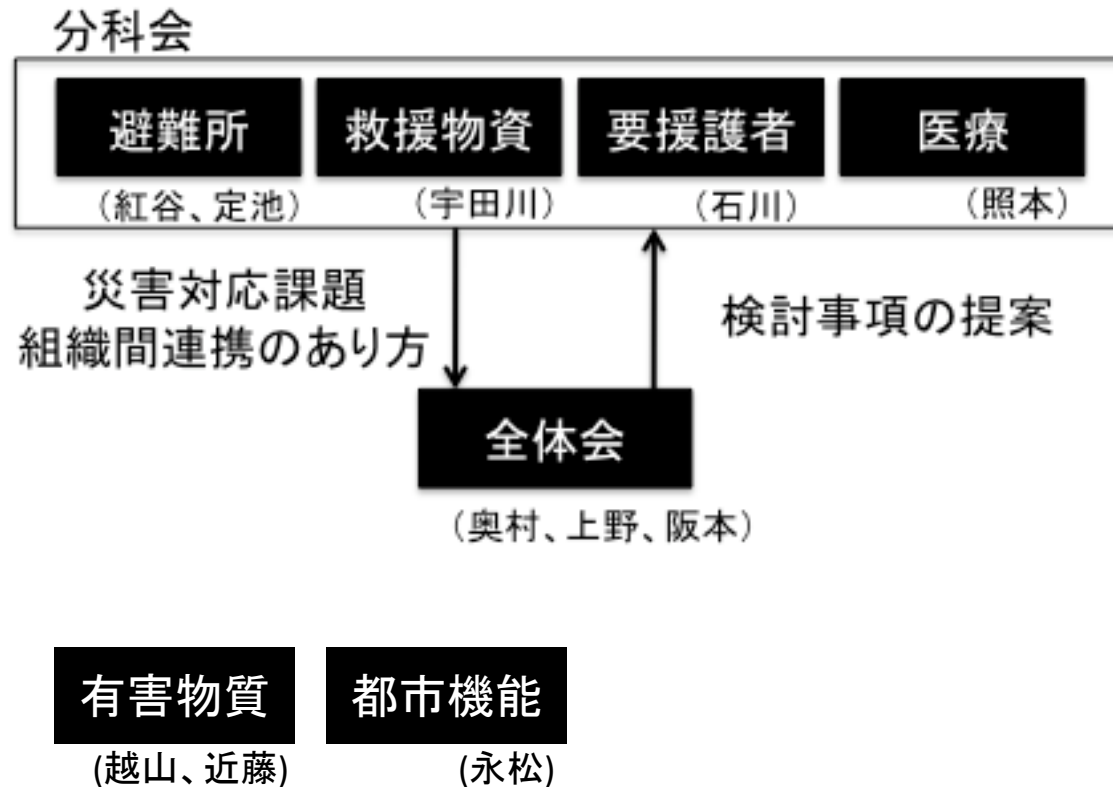 分科会
避難所 救援物資 要援護者 医療
（紅谷、定池） （宇田川） （石川） （照本）
災害対応課題
組織間連携のあり方
検討事項の提案
全体会
（奥村、上野、阪本）
有害物質 都市機能
(越山、近藤) (永松)